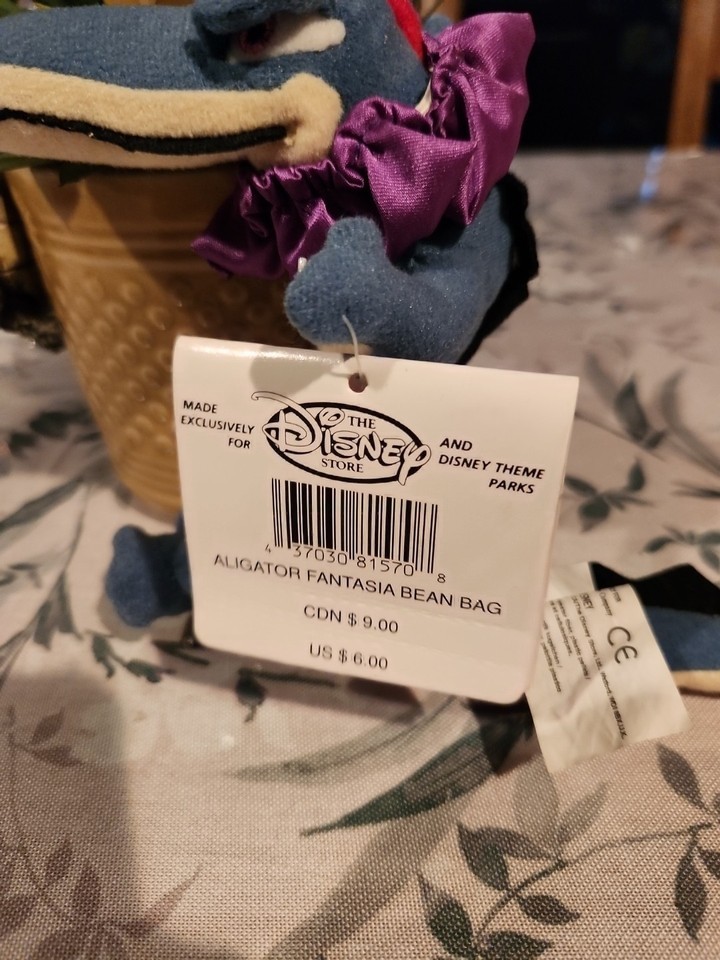 MADE
EXCLUSIVELY
FOR
THE
DISNEY
STORE
AND
DISNEY THEME
PARKS
4 37030 81570 8
ALIGATOR FANTASIA BEAN BAG
CDN $ 9.00
US $ 6.00
CE